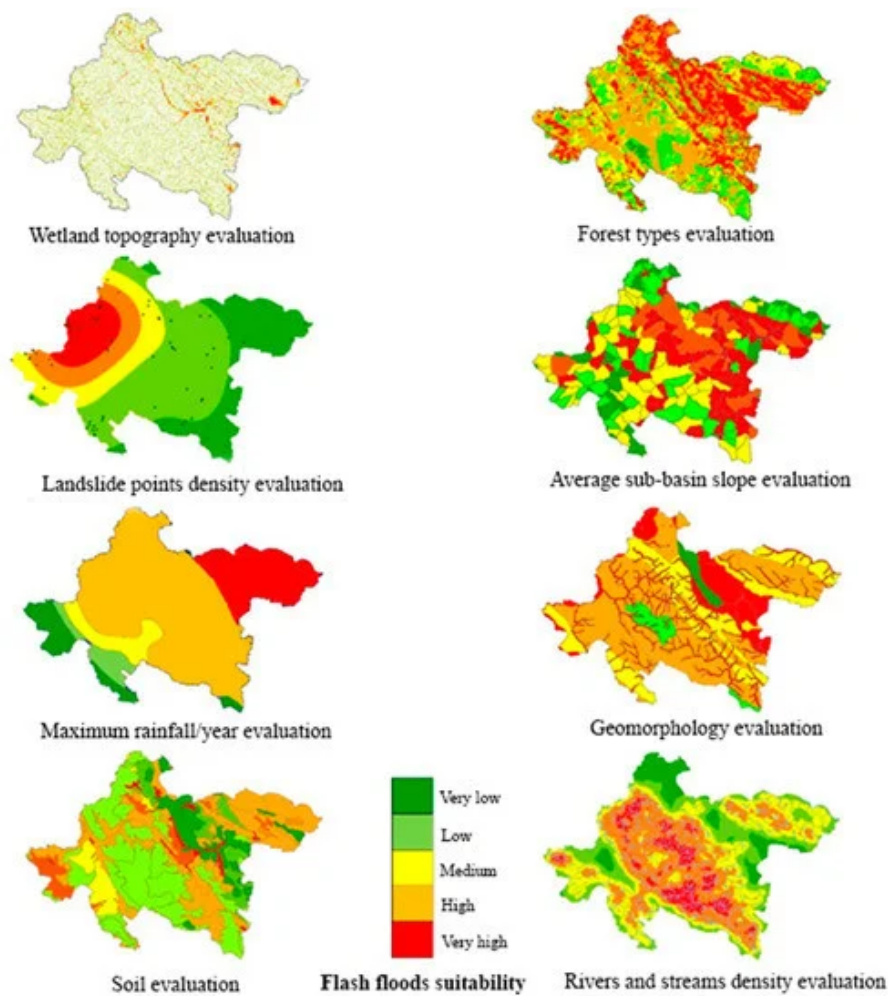 Wetland topography evaluation
Forest types evaluation
Landslide points density evaluation
Average sub-basin slope evaluation
Maximum rainfall/year evaluation
Geomorphology evaluation
Very low
Low
Medium
High
Very high
Soil evaluation
Flash floods suitability
Rivers and streams density evaluation